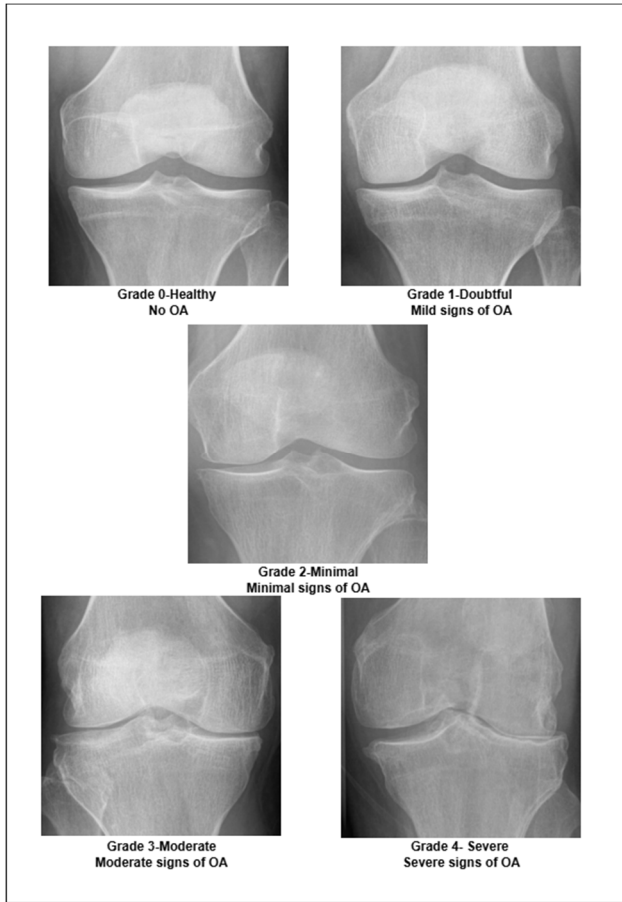 Grade 0-Healthy
No OA
Grade 1-Doubtful
Mild signs of OA
Grade 2-Minimal
Minimal signs of OA
Grade 3-Moderate
Moderate signs of OA
Grade 4- Severe
Severe signs of OA